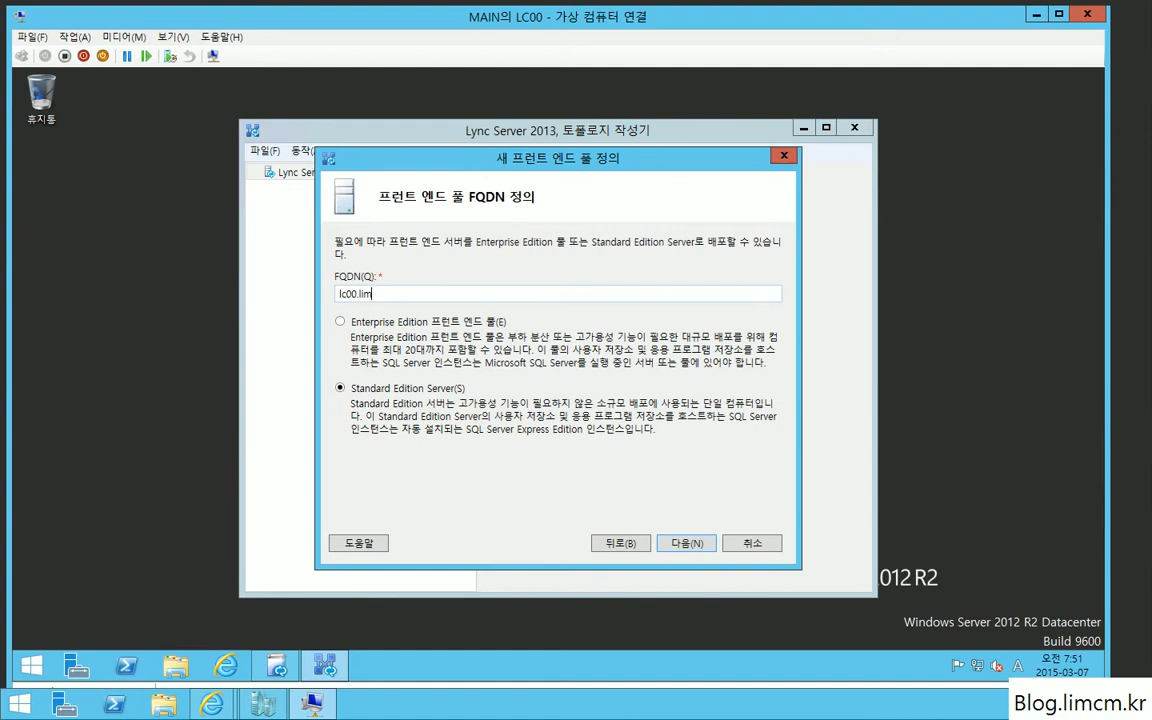 MAIN의 LC00 - 가상 컴퓨터 연결
파일(F) 작업(A) 미디어(M) 보기(V) 도움말(H)
휴지통
Lync Server 2013, 토폴로지 작성기
파일(F) 동작(
Lync Ser
새 프런트 엔드 풀 정의
프런트 엔드 풀 FQDN 정의
필요에 따라 프런트 엔드 서버를 Enterprise Edition 풀 또는 Standard Edition Server로 배포할 수 있습니
다.
FQDN(Q): *
lc00.lim
Enterprise Edition 프런트 엔드 풀(E)
Enterprise Edition 프런트 엔드 풀은 부하 분산 또는 고가용성 기능이 필요한 대규모 배포를 위해 컴
퓨터를 최대 20대까지 포함할 수 있습니다. 이 풀의 사용자 저장소 및 응용 프로그램 저장소를 호스
트하는 SQL Server 인스턴스는 Microsoft SQL Server를 실행 중인 서버 또는 풀에 있어야 합니다.
Standard Edition Server(S)
Standard Edition 서버는 고가용성 기능이 필요하지 않은 소규모 배포에 사용되는 단일 컴퓨터입니
다. 이 Standard Edition Server의 사용자 저장소 및 응용 프로그램 저장소를 호스트하는 SQL Server
인스턴스는 자동 설치되는 SQL Server Express Edition 인스턴스입니다.
도움말 뒤로(B) 다음(N) 취소
012 R2
Windows Server 2012 R2 Datacenter
Build 9600
A 오전 7:51
2015-03-07
Blog.limcm.kr